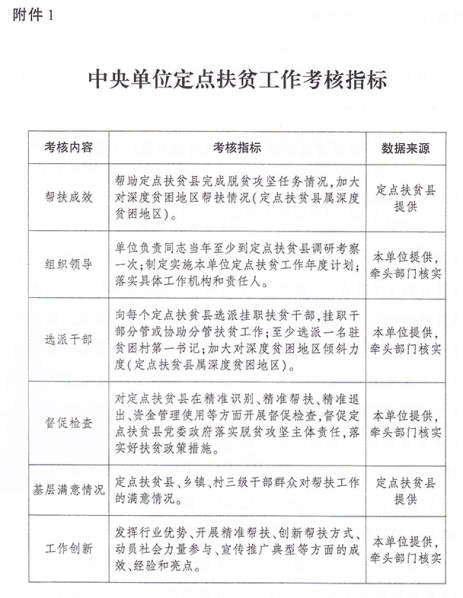 附件1
中央单位定点扶贫工作考核指标
考核内容 考核指标 数据来源
帮扶成效
帮助定点扶贫县完成脱贫攻坚任务情况,加大
对深度贫困地区帮扶情况(定点扶贫县属深度
贫困地区)。
定点扶贫县
提供
组织领导
单位负责同志当年至少到定点扶贫县调研考察
一次;制定实施本单位定点扶贫工作年度计划;
落实具体工作机构和责任人。
本单位提供,
牵头部门核实
选派干部
向每个定点扶贫县选派挂职扶贫干部,挂职干
部分管或协助分管扶贫工作;至少选派一名驻
贫困村第一书记;加大对深度贫困地区倾斜力
度(定点扶贫县属深度贫困地区)。
本单位提供,
牵头部门核实
督促检查
对定点扶贫县在精准识别、精准帮扶、精准退
出、资金管理使用等方面开展督促检查,督促定
点扶贫县党委政府落实脱贫攻坚主体责任,落
实好扶贫政策措施。
本单位提供,
牵头部门核实
基层满意情况
定点扶贫县、乡镇、村三级干部群众对帮扶工作
的满意情况。
定点扶贫县
提供
工作创新
发挥行业优势、开展精准帮扶、创新帮扶方式、
动员社会力量参与、宣传推广典型等方面的成
效、经验和亮点。
本单位提供,
牵头部门核实